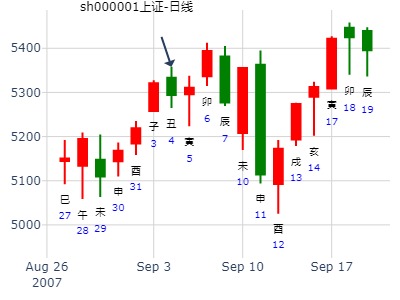 sh000001上证-日线
5400
5300
5200
5100
5000
巳
27
午
28
未
29
申
30
酉
31
子
3
丑
4
寅
5
卯
6
辰
7
未
10
申
11
酉
12
戌
13
亥
14
寅
17
卯
18
辰
19
Aug 26
2007
Sep 3
Sep 10
Sep 17